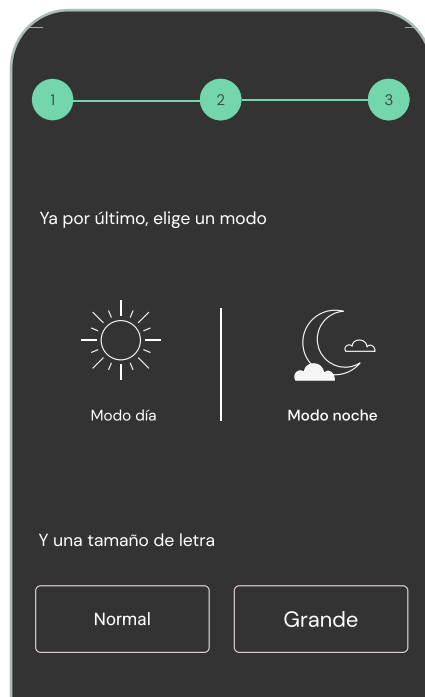 1 2 3
Ya por último, elige un modo
Modo día Modo noche
Y una tamaño de letra
Normal Grande